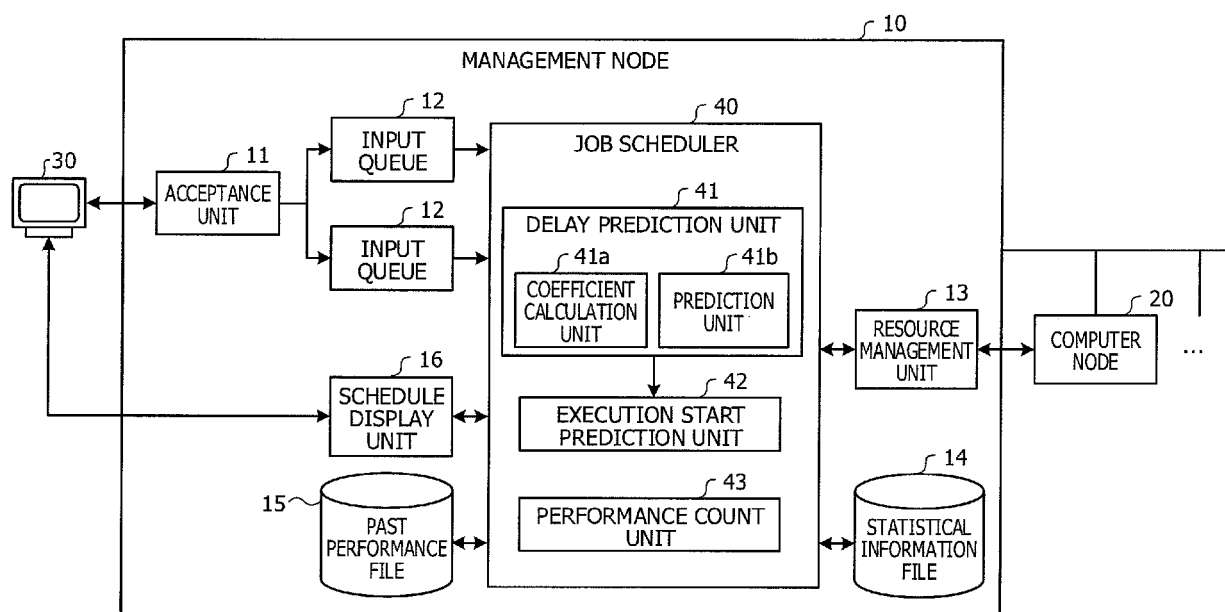 10
MANAGEMENT NODE
12
INPUT
QUEUE
40
JOB SCHEDULER
30
11
ACCEPTANCE
UNIT
12
INPUT
QUEUE
41
DELAY PREDICTION UNIT
41a
COEFFICIENT
CALCULATION
UNIT
41b
PREDICTION
UNIT
13
RESOURCE
MANAGEMENT
UNIT
20
COMPUTER
NODE
...
16
SCHEDULE
DISPLAY
UNIT
42
EXECUTION START
PREDICTION UNIT
15
PAST
PERFORMANCE
FILE
43
PERFORMANCE COUNT
UNIT
14
STATISTICAL
INFORMATION
FILE